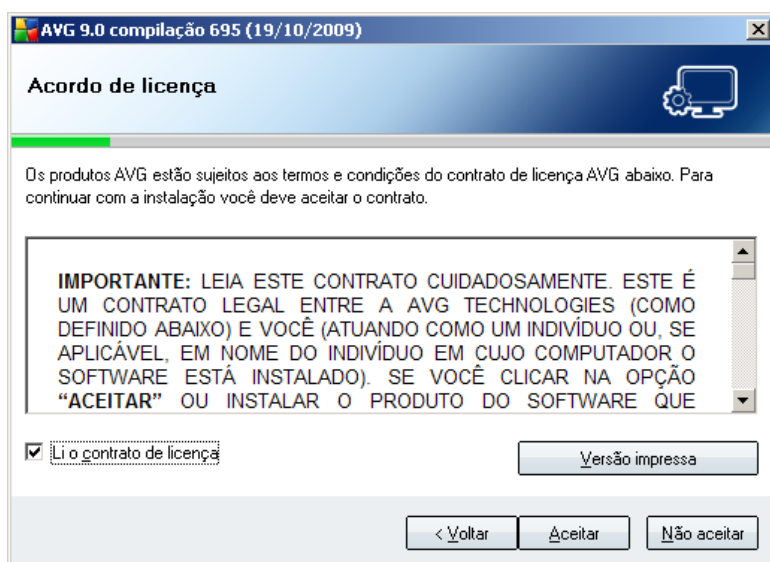 AVG 9.0 compilação 695 (19/10/2009)
Acordo de licença
Os produtos AVG estão sujeitos aos termos e condições do contrato de licença AVG abaixo. Para
continuar com a instalação você deve aceitar o contrato.
IMPORTANTE: LEIA ESTE CONTRATO CUIDADOSAMENTE. ESTE É
UM CONTRATO LEGAL ENTRE A AVG TECHNOLOGIES (COMO
DEFINIDO ABAIXO) E VOCÊ (ATUANDO COMO UM INDIVÍDUO OU, SE
APLICÁVEL, EM NOME DO INDIVÍDUO EM CUJO COMPUTADOR O
SOFTWARE ESTÁ INSTALADO). SE VOCÊ CLICAR NA OPÇÃO
“ACEITAR” OU INSTALAR O PRODUTO DO SOFTWARE QUE
Li o contrato de licença
Versão impressa
< Voltar
Aceitar
Não aceitar